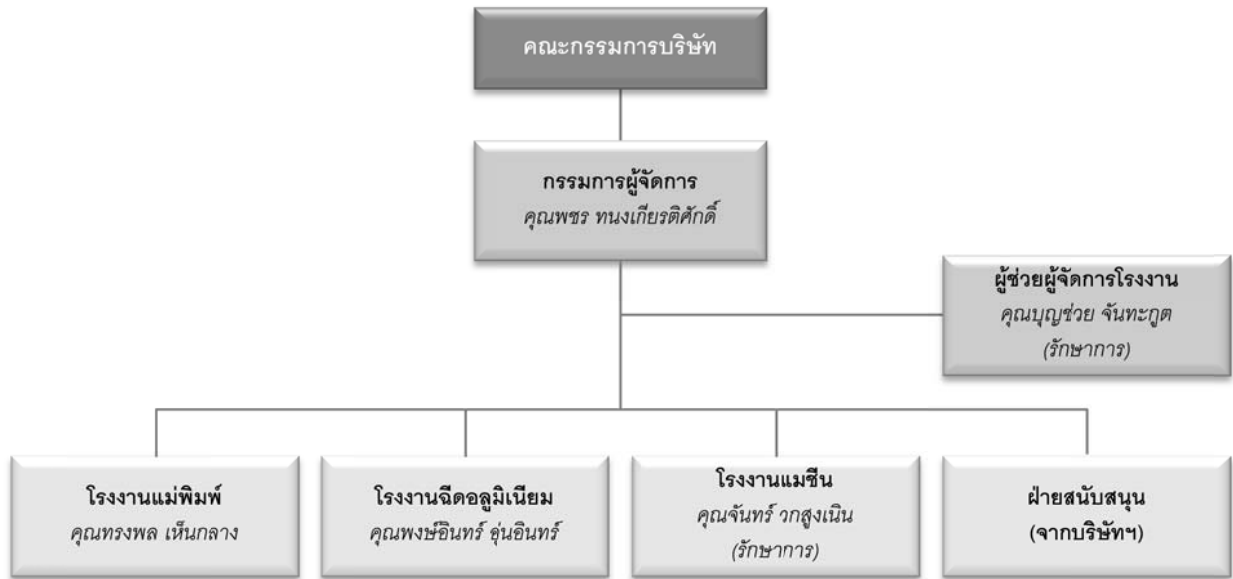 คณะกรรมการบริษัท
กรรมการผู้จัดการ
คุณพชร ทนงเกียรติศักดิ์
ผู้ช่วยผู้จัดการโรงงาน
คุณบุญช่วย จันทะกูต
(รักษาการ)
โรงงานแม่พิมพ์
คุณทรงพล เห็นกลาง
โรงงานฉีดอลูมิเนียม
คุณพงษ์อินทร์ อุ่นอินทร์
โรงงานแมชีน
คุณจันทร์ วกสูงเนิน
(รักษาการ)
ฝ่ายสนับสนุน
(จากบริษัทฯ)